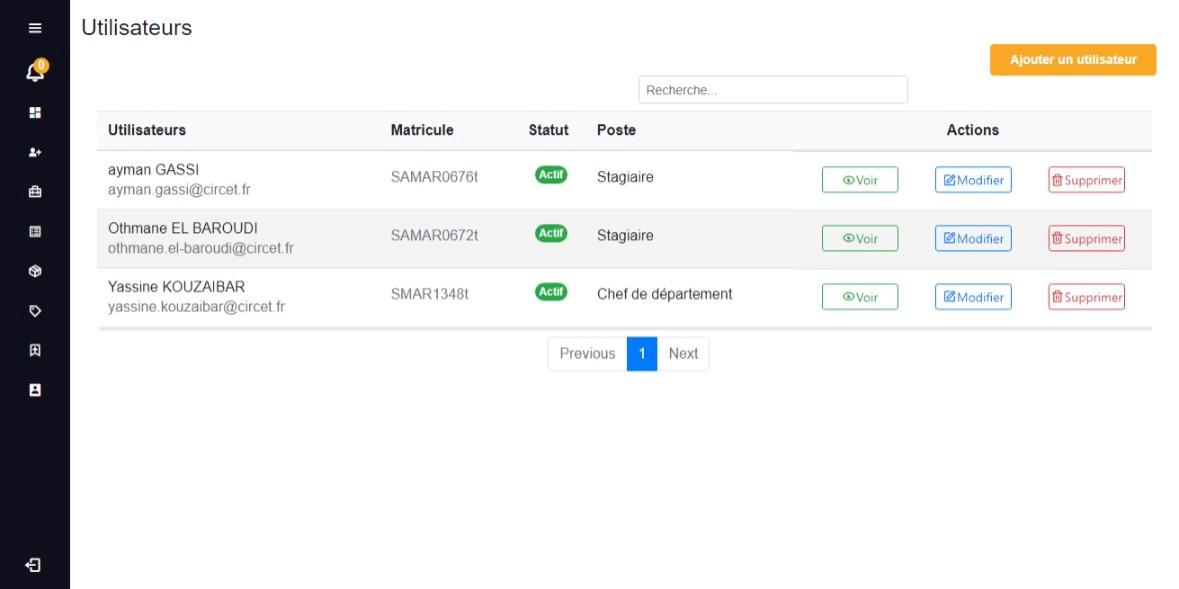 Utilisateurs
0
Ajouter un utilisateur
Recherche...
Utilisateurs Matricule Statut Poste Actions
ayman GASSI
ayman.gassi@circet.fr
SAMAR0676t Actif Stagiaire Voir Modifier Supprimer
Othmane EL BAROUDI
othmane.el-baroudi@circet.fr
SAMAR0672t Actif Stagiaire Voir Modifier Supprimer
Yassine KOUZAIBAR
yassine.kouzaibar@circet.fr
SMAR1348t Actif Chef de département Voir Modifier Supprimer
Previous 1 Next